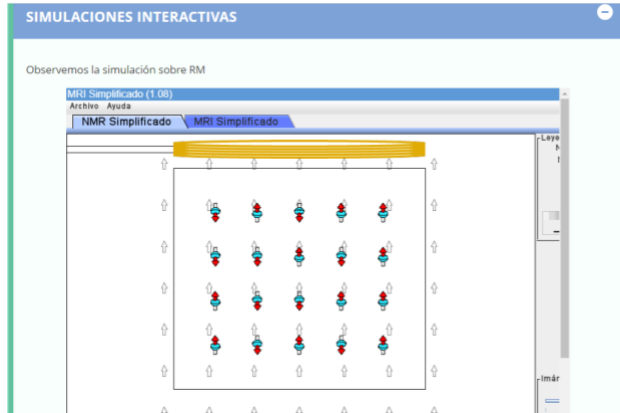 SIMULACIONES INTERACTIVAS
Observemos la simulación sobre RM
MRI Simplificado (1.08)
Archivo Ayuda
NMR Simplificado MRI Simplificado